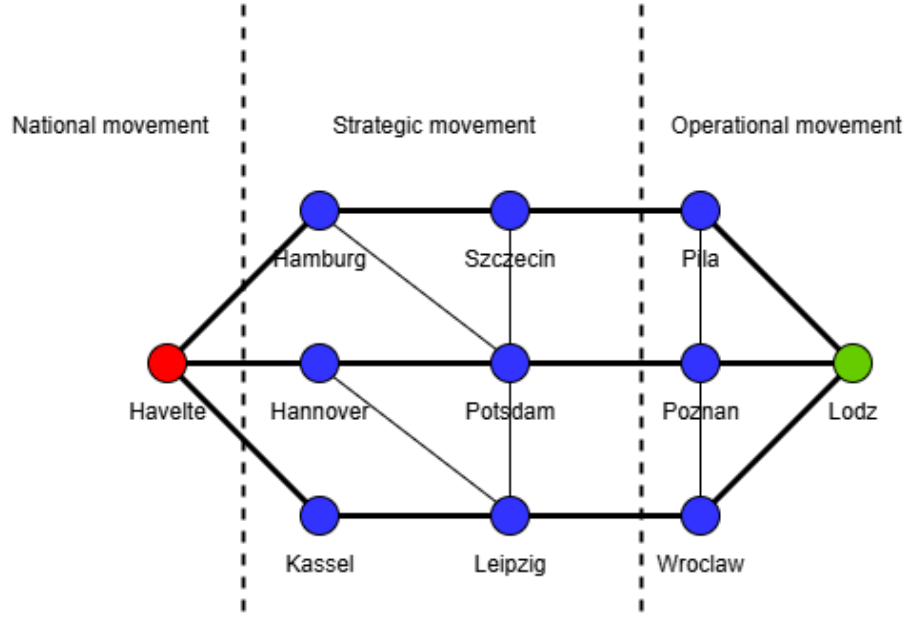 National movement
Strategic movement
Operational movement
Hamburg
Szczecin
Pila
Havelte
Hannover
Potsdam
Poznan
Lodz
Kassel
Leipzig
Wroclaw